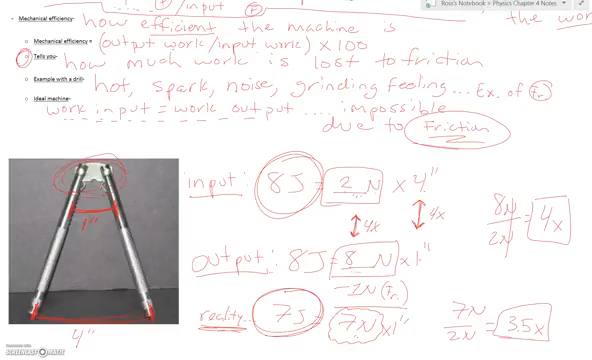 Ross's Notebook » Physics Chapter 4 Notes
/input
the wor
Mechanical efficiency- how efficient the machine is
Mechanical efficiency = (output work/input work) × 100
Tells you- how much work is lost to friction
Example with a drill- hot, spark, noise, grinding feeling... Ex. of Fr
Ideal machine-
work input = work output .... impossible
due to Friction
input: 8J = 2 N × 4"
1"
4x 4x
8N/2N = 4x
output: 8J = 8 N × 1"
-1N (Fr.)
reality... 7J = 7N × 1"
7N/2N = 3.5x
4"
SCREENCAST-O-MATIC